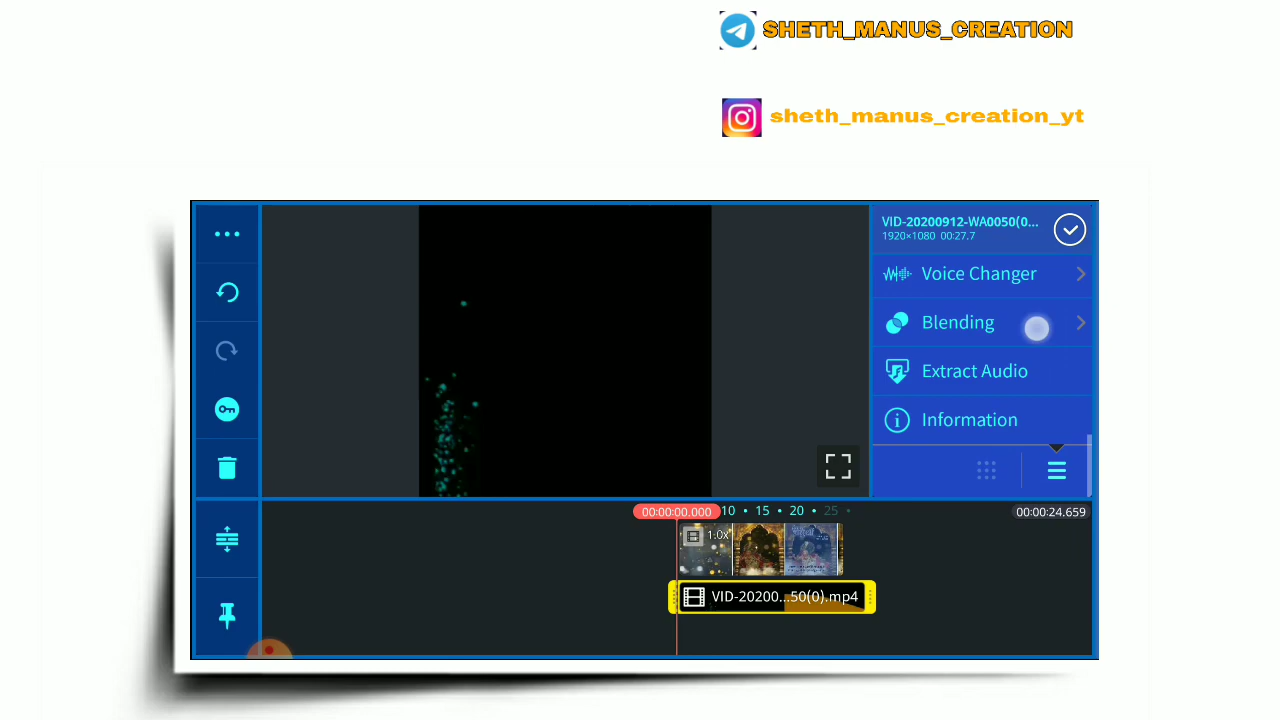 SHETH_MANUS_CREATION
sheth_manus_creation_yt
VID-20200912-WA0050(0...
1920×1080 00:27.7
Voice Changer
Blending
Extract Audio
Information
00:00:00.000 10 15 20 25 00:00:24.659
1.0x
VID-20200...50(0).mp4